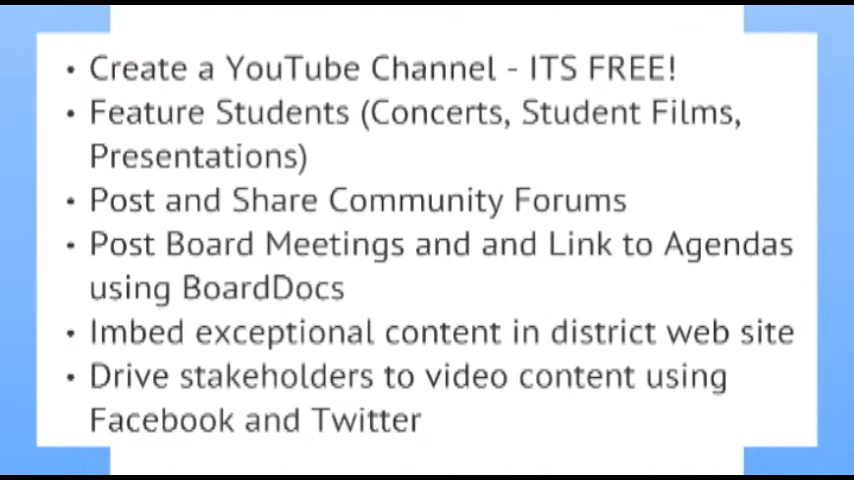 • Create a YouTube Channel - ITS FREE!
• Feature Students (Concerts, Student Films,
Presentations)
• Post and Share Community Forums
• Post Board Meetings and and Link to Agendas
using BoardDocs
• Imbed exceptional content in district web site
• Drive stakeholders to video content using
Facebook and Twitter